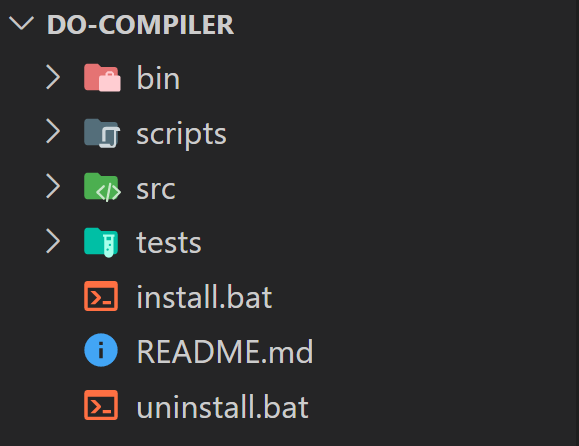 DO-COMPILER
bin
scripts
src
tests
install.bat
README.md
uninstall.bat